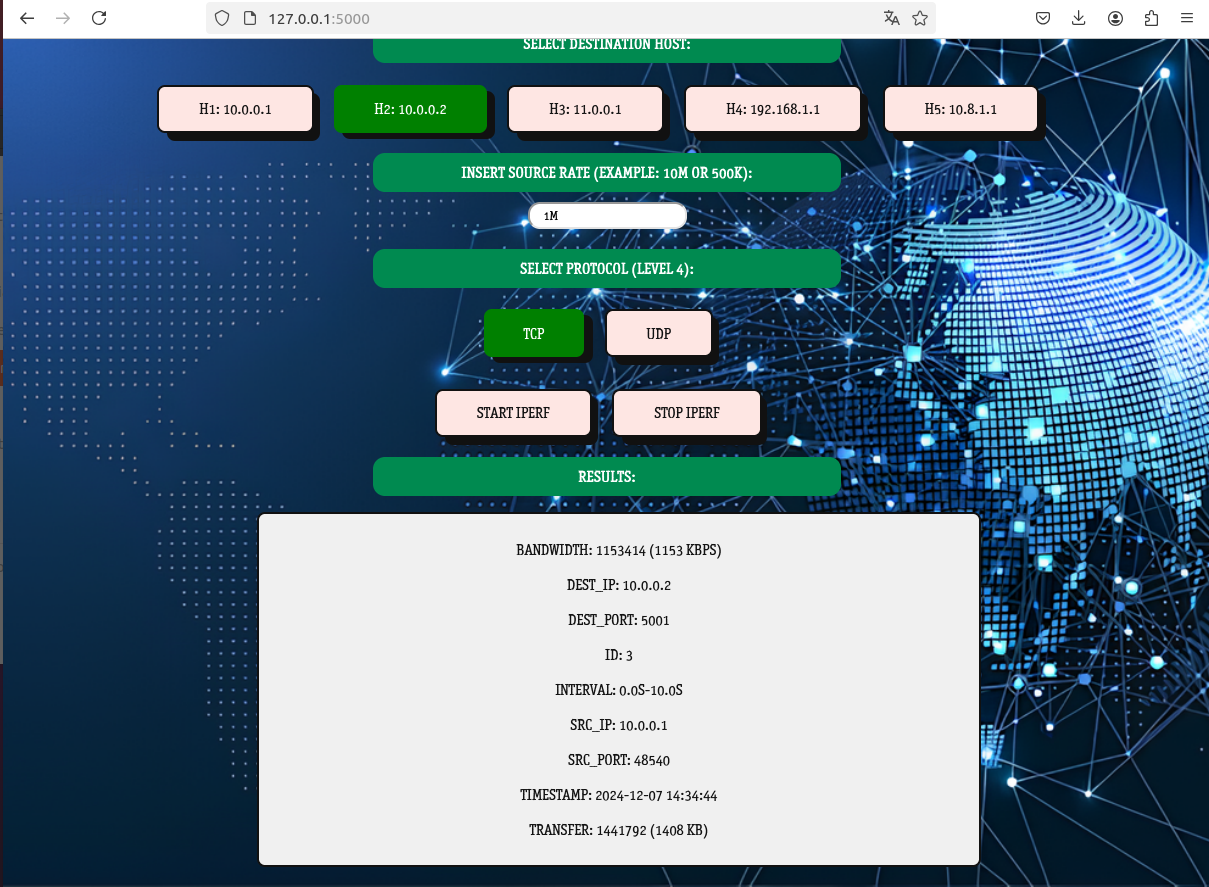 127.0.0.1:5000
SELECT DESTINATION HOST:
H1: 10.0.0.1 H2: 10.0.0.2 H3: 11.0.0.1 H4: 192.168.1.1 H5: 10.8.1.1
INSERT SOURCE RATE (EXAMPLE: 10M OR 500K):
1M
SELECT PROTOCOL (LEVEL 4):
TCP UDP
START IPERF STOP IPERF
RESULTS:
BANDWIDTH: 1153414 (1153 KBPS)
DEST_IP: 10.0.0.2
DEST_PORT: 5001
ID: 3
INTERVAL: 0.0S-10.0S
SRC_IP: 10.0.0.1
SRC_PORT: 48540
TIMESTAMP: 2024-12-07 14:34:44
TRANSFER: 1441792 (1408 KB)